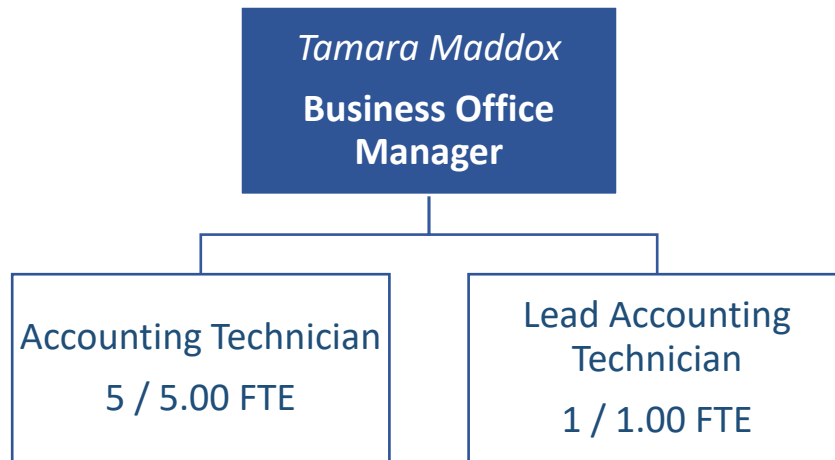 Tamara Maddox
Business Office
Manager
Accounting Technician
5 / 5.00 FTE
Lead Accounting
Technician
1 / 1.00 FTE